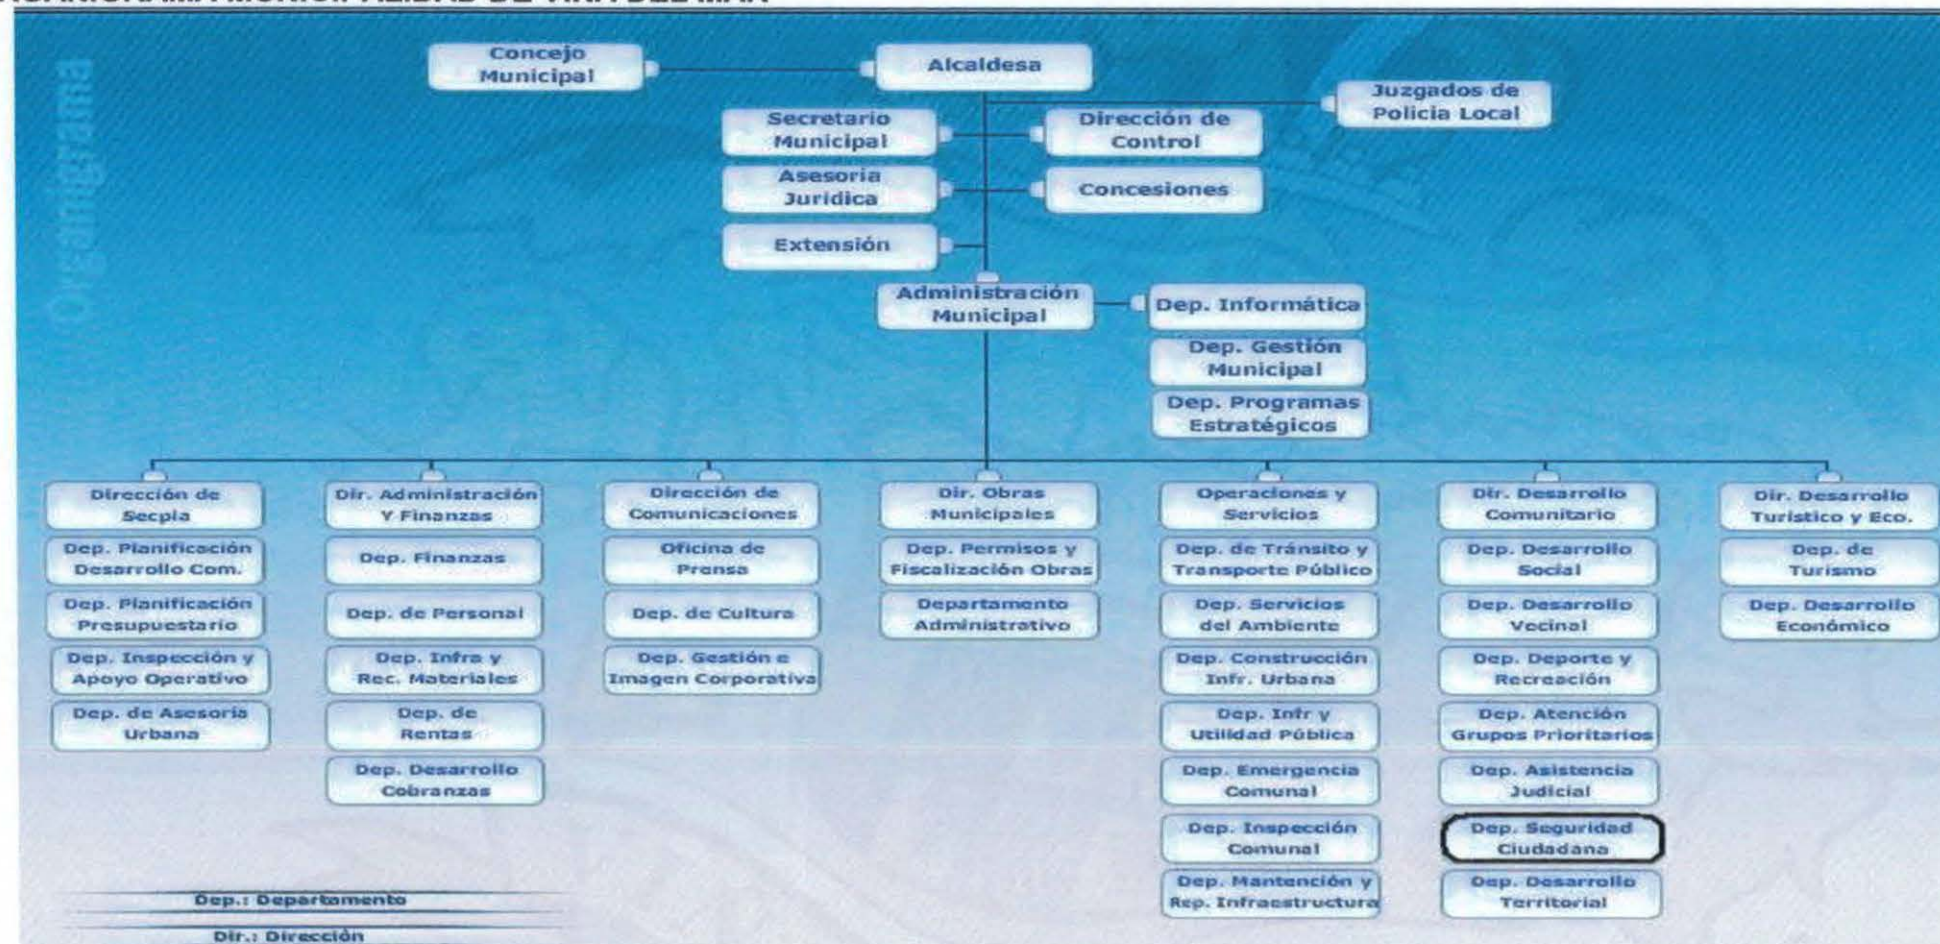 Organigrama
Concejo
Municipal
Alcaldesa
Juzgados de
Policia Local
Secretario
Municipal
Dirección de
Control
Asesoria
Juridica
Concesiones
Extensión
Administración
Municipal
Dep. Informática
Dep. Gestión
Municipal
Dep. Programas
Estratégicos
Dirección de
Secpla
Dep. Planificación
Desarrollo Com.
Dep. Planificación
Presupuestario
Dep. Inspección y
Apoyo Operativo
Dep. de Asesoría
Urbana
Dir. Administración
Y Finanzas
Dep. Finanzas
Dep. de Personal
Dep. Infra y
Rec. Materiales
Dep. de
Rentas
Dep. Desarrollo
Cobranzas
Dirección de
Comunicaciones
Oficina de
Prensa
Dep. de Cultura
Dep. Gestión e
Imagen Corporativa
Dir. Obras
Municipales
Dep. Permisos y
Fiscalización Obras
Departamento
Administrativo
Operaciones y
Servicios
Dep. de Tránsito y
Transporte Público
Dep. Servicios
del Ambiente
Dep. Construcción
Infr. Urbana
Dep. Infr y
Utilidad Pública
Dep. Emergencia
Comunal
Dep. Inspección
Comunal
Dep. Mantención y
Rep. Infraestructura
Dir. Desarrollo
Comunitario
Dep. Desarrollo
Social
Dep. Desarrollo
Vecinal
Dep. Deporte y
Recreación
Dep. Atención
Grupos Prioritarios
Dep. Asistencia
Judicial
Dep. Seguridad
Ciudadana
Dep. Desarrollo
Territorial
Dir. Desarrollo
Turistico y Eco.
Dep. de
Turismo
Dep. Desarrollo
Económico
Dep.: Departamento
Dir.: Dirección